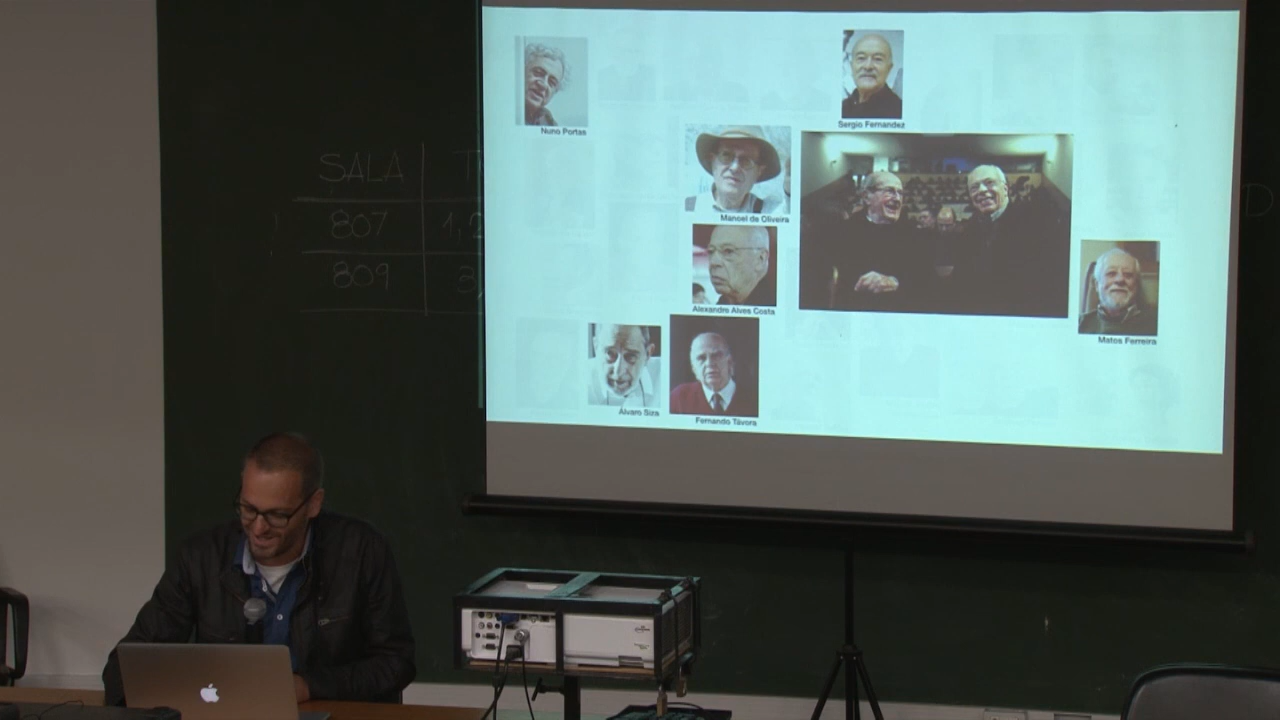 Nuno Portas
Sergio Fernandez
Manoel de Oliveira
Alexandre Alves Costa
Matos Ferreira
Álvaro Siza
Fernando Távora
SALA
807
809